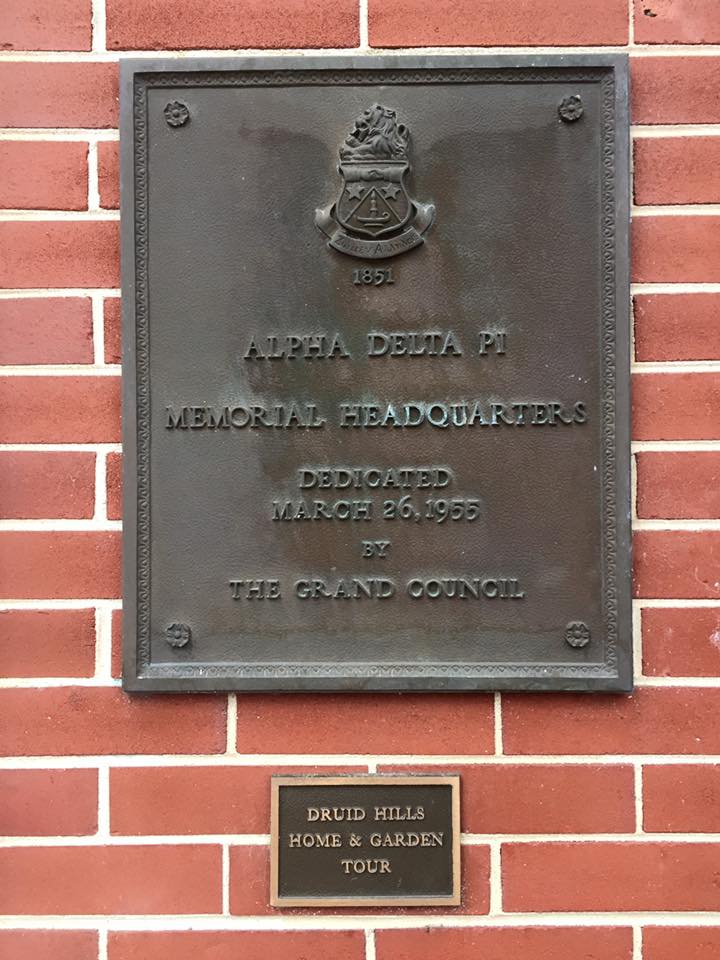 1851
ALPHA DELTA PI
MEMORIAL HEADQUARTERS
DEDICATED
MARCH 26, 1955
BY
THE GRAND COUNCIL
DRUID HILLS
HOME & GARDEN
TOUR